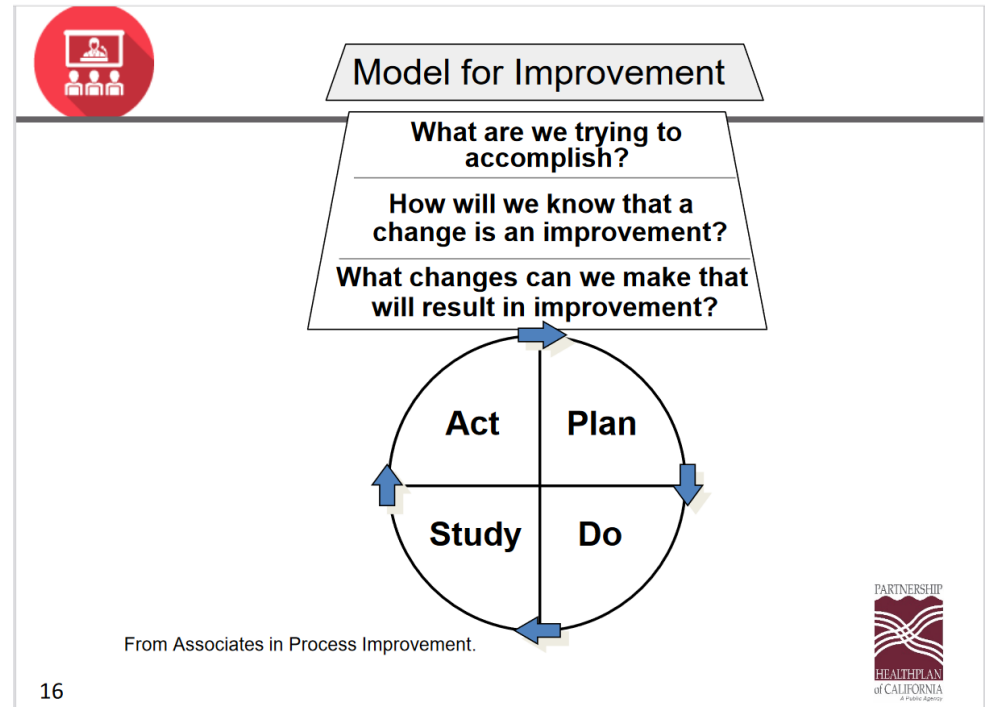 Model for Improvement
What are we trying to
accomplish?
How will we know that a
change is an improvement?
What changes can we make that
will result in improvement?
Act
Plan
Study
Do
From Associates in Process Improvement.
PARTNERSHIP
HEALTHPLAN
of CALIFORNIA
A Public Agency
16